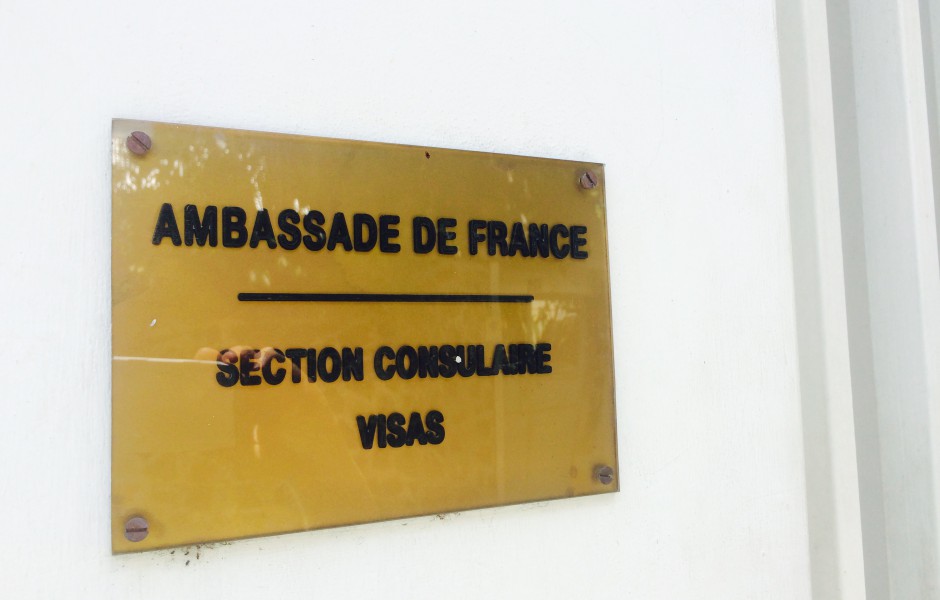 AMBASSADE DE FRANCE
SECTION CONSULAIRE
VISAS